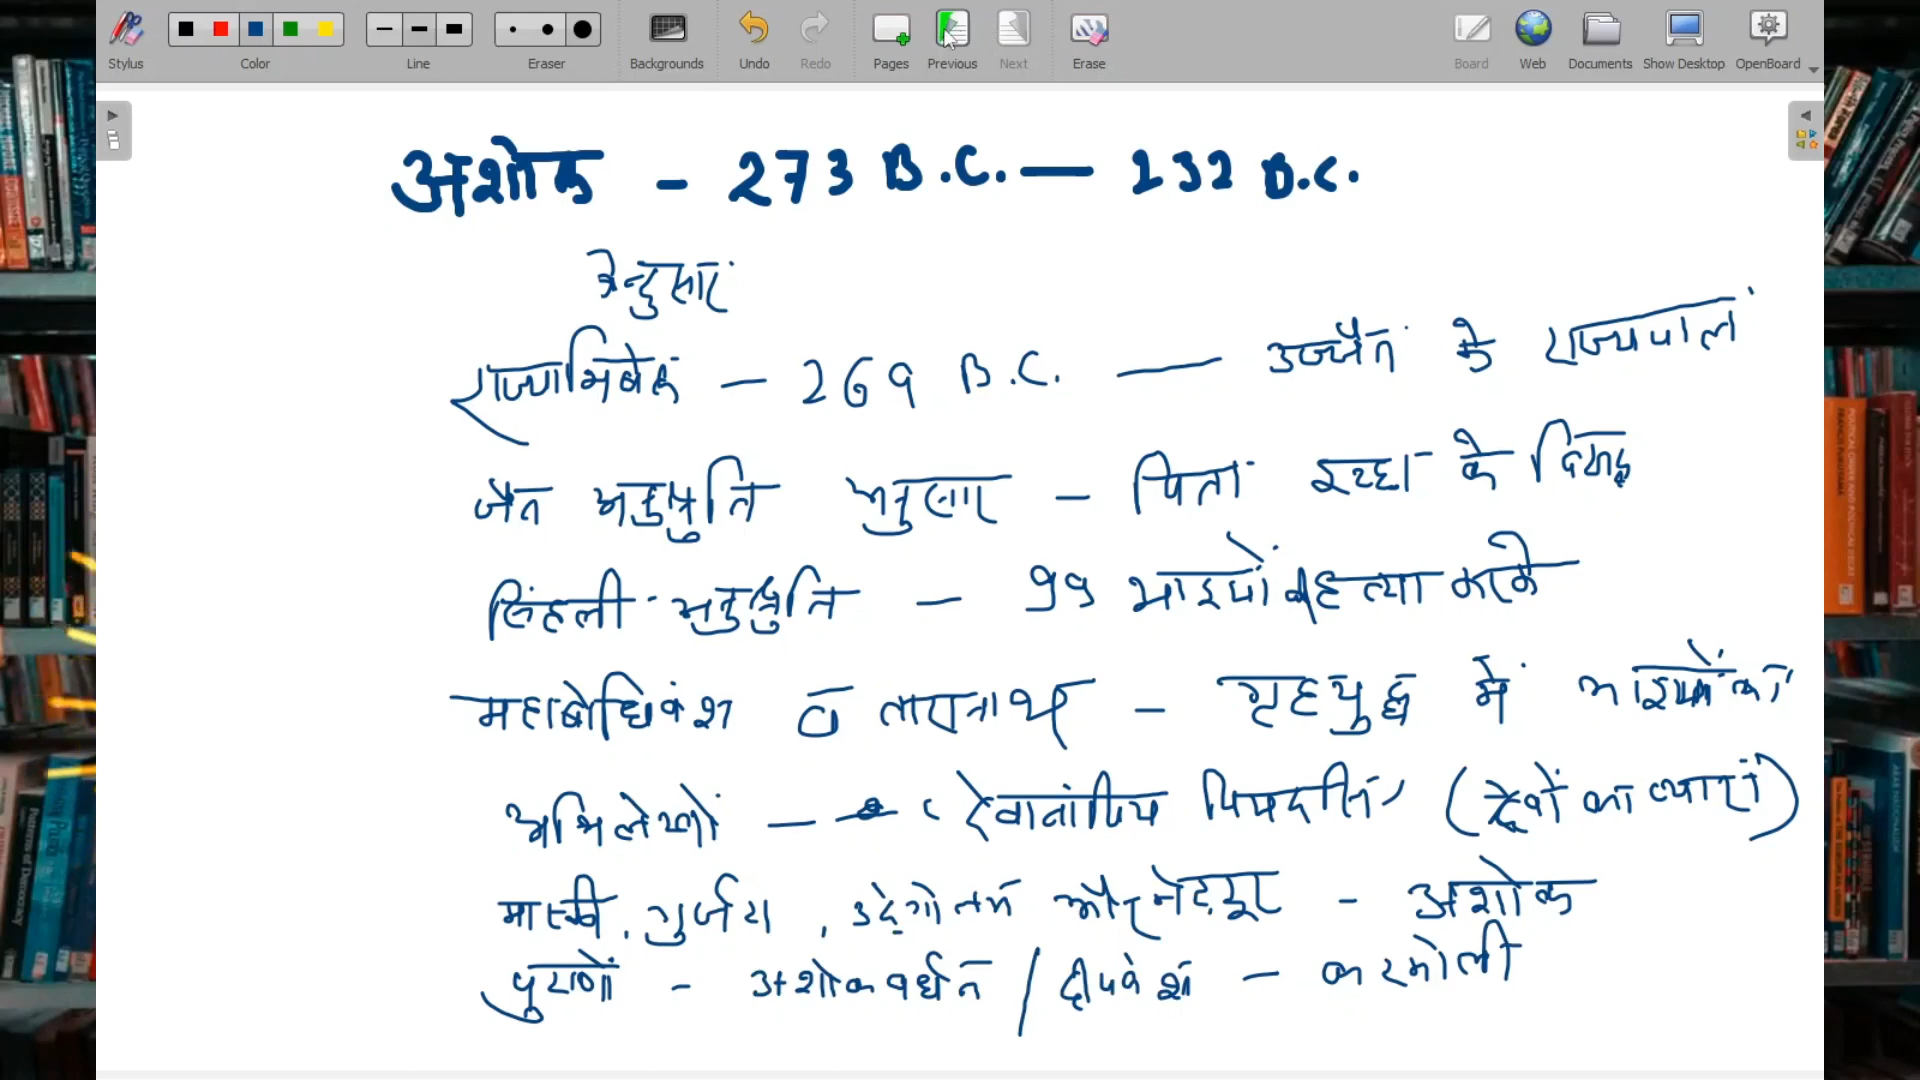 Stylus Color Line Eraser Backgrounds Undo Redo Pages Previous Next Erase Board Web Documents Show Desktop OpenBoard
अशोक - 273 B.C. — 232 B.C.
राज्याभिषेक — 269 B.C. — उज्जैन के राज्यपाल
जैन अनुश्रुति अनुसार - पिता इच्छा के विरुद्ध
सिंहली अनुश्रुति - 99 भाइयों की हत्या करके
महाबोधिवंश व तारानाथ - गृहयुद्ध में भाइयों का
अभिलेखों — 'देवानांपिय पियदसि' (देवों का प्यारा)
मास्की, गुर्जरा, उदेगोलम और नेट्टूर - अशोक
पुराणों - अशोकवर्धन / दीपवंश - करमोली